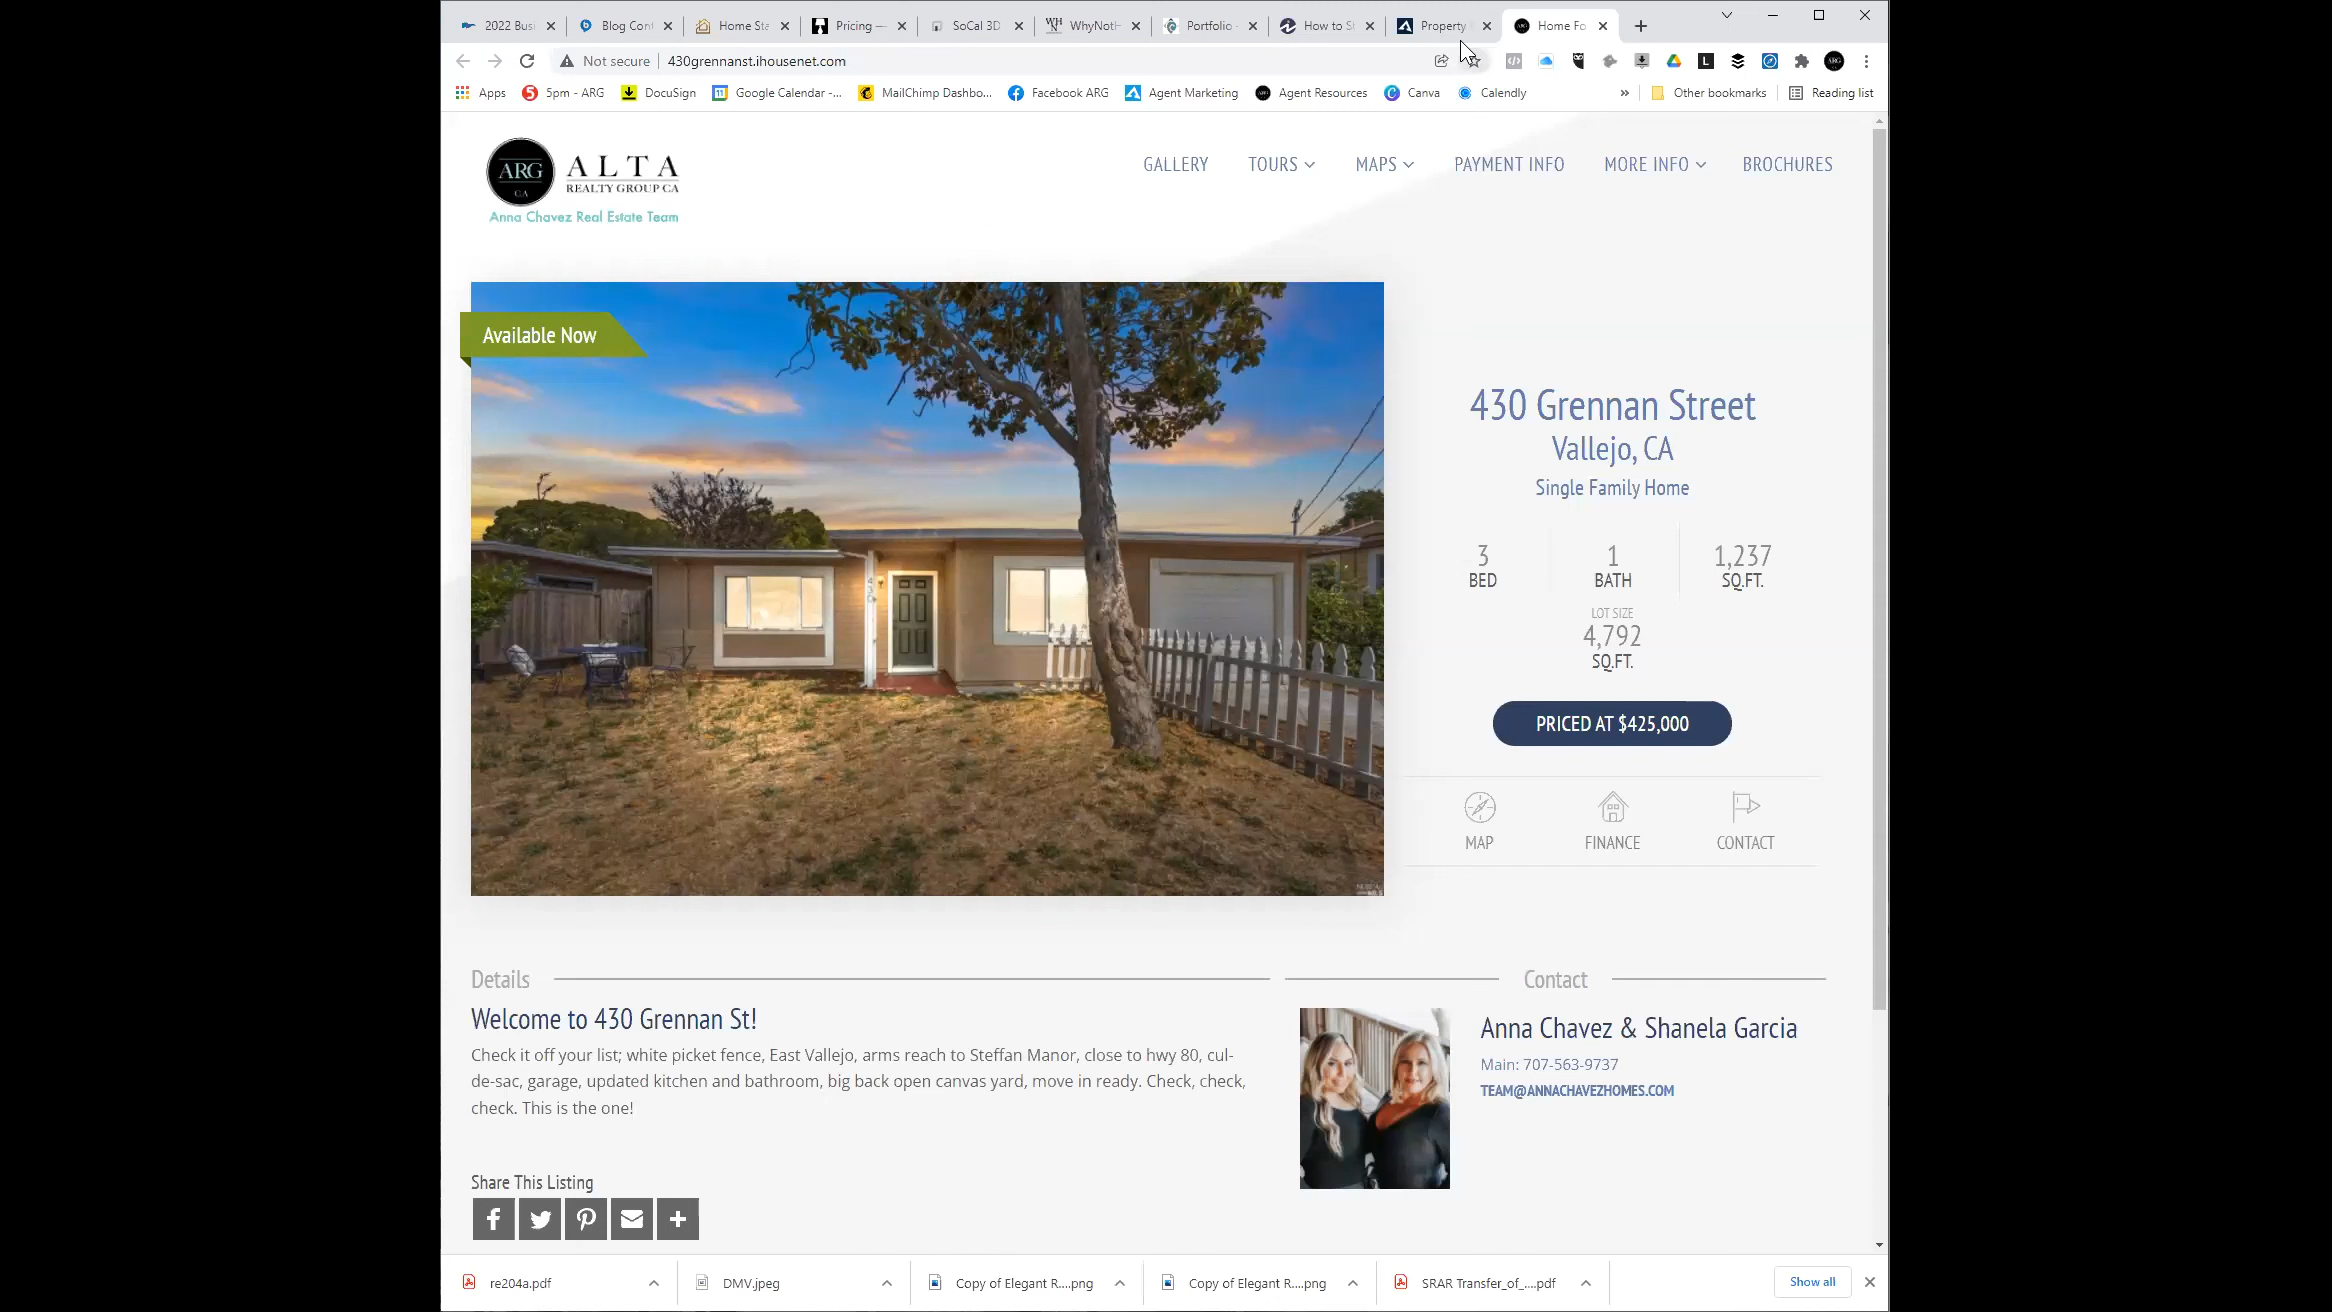 2022 Busi
Blog Cont
Home Sta
Pricing —
SoCal 3D
WhyNotH
Portfolio -
How to St
Property
Home Fo
Not secure | 430grennanst.ihousenet.com
Apps
5pm - ARG
DocuSign
Google Calendar -...
MailChimp Dashbo...
Facebook ARG
Agent Marketing
Agent Resources
Canva
Calendly
»
Other bookmarks
Reading list
ARG
CA
ALTA
REALTY GROUP CA
Anna Chavez Real Estate Team
GALLERY
TOURS
MAPS
PAYMENT INFO
MORE INFO
BROCHURES
Available Now
430 Grennan Street
Vallejo, CA
Single Family Home
3
BED
1
BATH
1,237
SQ.FT.
LOT SIZE
4,792
SQ.FT.
PRICED AT $425,000
MAP
FINANCE
CONTACT
Details
Welcome to 430 Grennan St!
Check it off your list; white picket fence, East Vallejo, arms reach to Steffan Manor, close to hwy 80, cul-
de-sac, garage, updated kitchen and bathroom, big back open canvas yard, move in ready. Check, check,
check. This is the one!
Contact
Anna Chavez & Shanela Garcia
Main: 707-563-9737
TEAM@ANNACHAVEZHOMES.COM
Share This Listing
re204a.pdf
DMV.jpeg
Copy of Elegant R....png
Copy of Elegant R....png
SRAR Transfer_of_....pdf
Show all